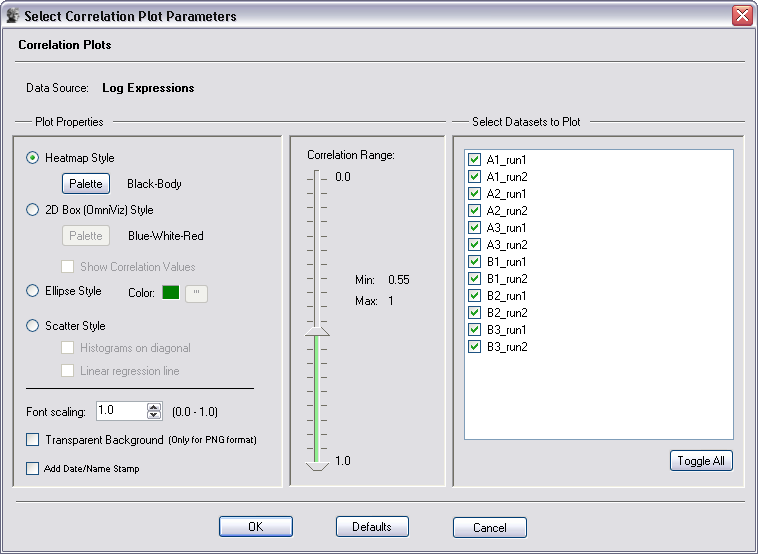 Select Correlation Plot Parameters
Correlation Plots
Data Source: Log Expressions
Plot Properties
Heatmap Style
Palette Black-Body
2D Box (OmniViz) Style
Palette Blue-White-Red
Show Correlation Values
Ellipse Style Color: "'
Scatter Style
Histograms on diagonal
Linear regression line
Font scaling: 1.0 (0.0 - 1.0)
Transparent Background (Only for PNG format)
Add Date/Name Stamp
Correlation Range:
0.0
Min: 0.55
Max: 1
1.0
Select Datasets to Plot
A1_run1
A1_run2
A2_run1
A2_run2
A3_run1
A3_run2
B1_run1
B1_run2
B2_run1
B2_run2
B3_run1
B3_run2
Toggle All
OK Defaults Cancel